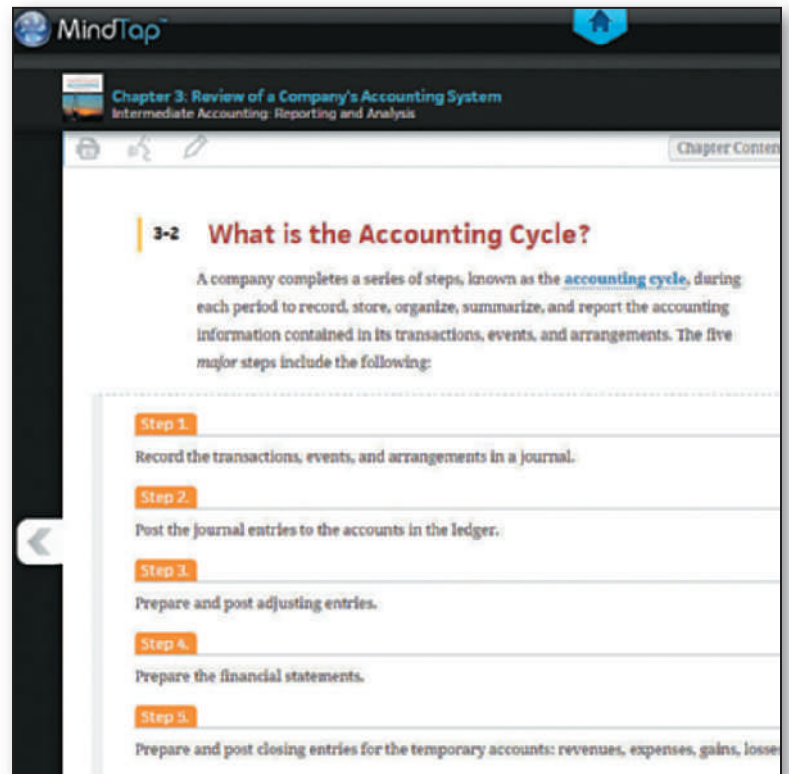 MindTap™
Chapter 3: Review of a Company's Accounting System
Intermediate Accounting: Reporting and Analysis
Chapter
3-2 What is the Accounting Cycle?
A company completes a series of steps, known as the accounting cycle, during
each period to record, store, organize, summarize, and report the accounting
information contained in its transactions, events, and arrangements. The five
major steps include the following:
Step 1.
Record the transactions, events, and arrangements in a journal.
Step 2.
Post the journal entries to the accounts in the ledger.
Step 3.
Prepare and post adjusting entries.
Step 4.
Prepare the financial statements.
Step 5.
Prepare and post closing entries for the temporary accounts: revenues, expenses, gains,